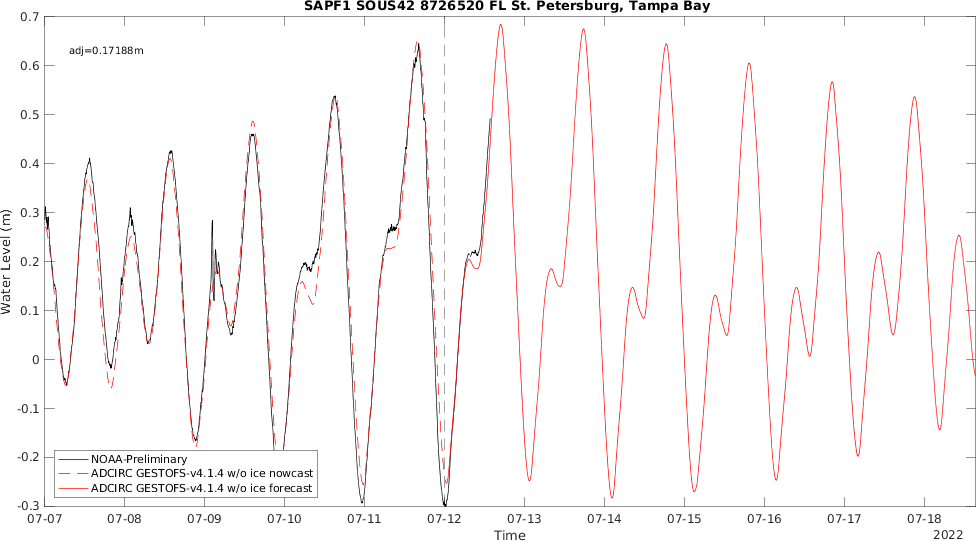 SAPF1 SOUS42 8726520 FL St. Petersburg, Tampa Bay
adj=0.17188m
Water Level (m)
0.7
0.6
0.5
0.4
0.3
0.2
0.1
0
-0.1
-0.2
-0.3
NOAA-Preliminary
ADCIRC GESTOFS-v4.1.4 w/o ice nowcast
ADCIRC GESTOFS-v4.1.4 w/o ice forecast
07-07 07-08 07-09 07-10 07-11 07-12 07-13 07-14 07-15 07-16 07-17 07-18
Time
2022